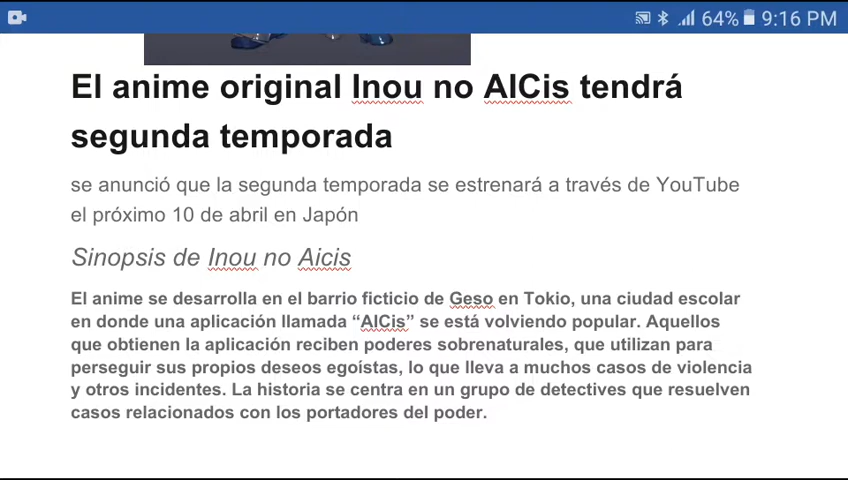 64% 9:16 PM
El anime original Inou no AICis tendrá
segunda temporada
se anunció que la segunda temporada se estrenará a través de YouTube
el próximo 10 de abril en Japón
Sinopsis de Inou no Aicis
El anime se desarrolla en el barrio ficticio de Geso en Tokio, una ciudad escolar
en donde una aplicación llamada “AICis” se está volviendo popular. Aquellos
que obtienen la aplicación reciben poderes sobrenaturales, que utilizan para
perseguir sus propios deseos egoístas, lo que lleva a muchos casos de violencia
y otros incidentes. La historia se centra en un grupo de detectives que resuelven
casos relacionados con los portadores del poder.